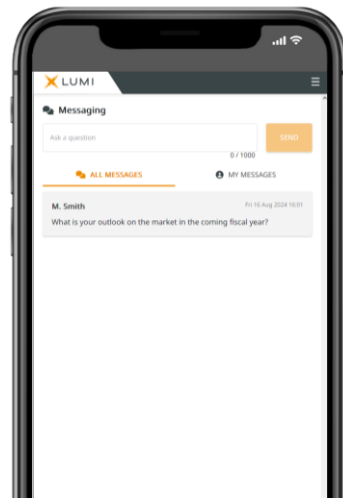 LUMI
Messaging
Ask a question
SEND
0 / 1000
ALL MESSAGES
MY MESSAGES
M. Smith
Fri 16 Aug 2024 16:01
What is your outlook on the market in the coming fiscal year?